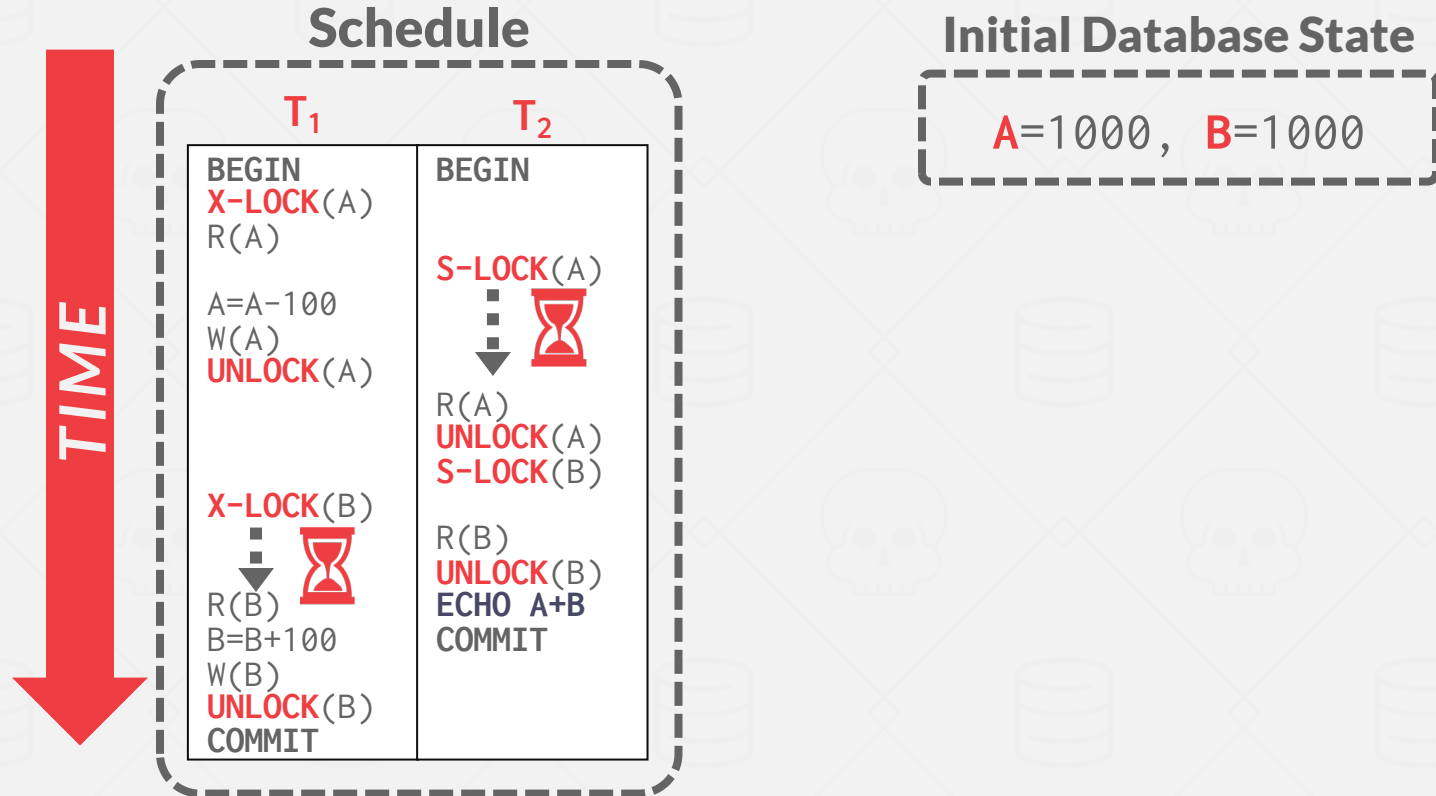 Schedule
Initial Database State
TIME
T₁
T₂
A=1000, B=1000
BEGIN
X-LOCK(A)
R(A)
A=A-100
W(A)
UNLOCK(A)
X-LOCK(B)
R(B)
B=B+100
W(B)
UNLOCK(B)
COMMIT
BEGIN
S-LOCK(A)
R(A)
UNLOCK(A)
S-LOCK(B)
R(B)
UNLOCK(B)
ECHO A+B
COMMIT